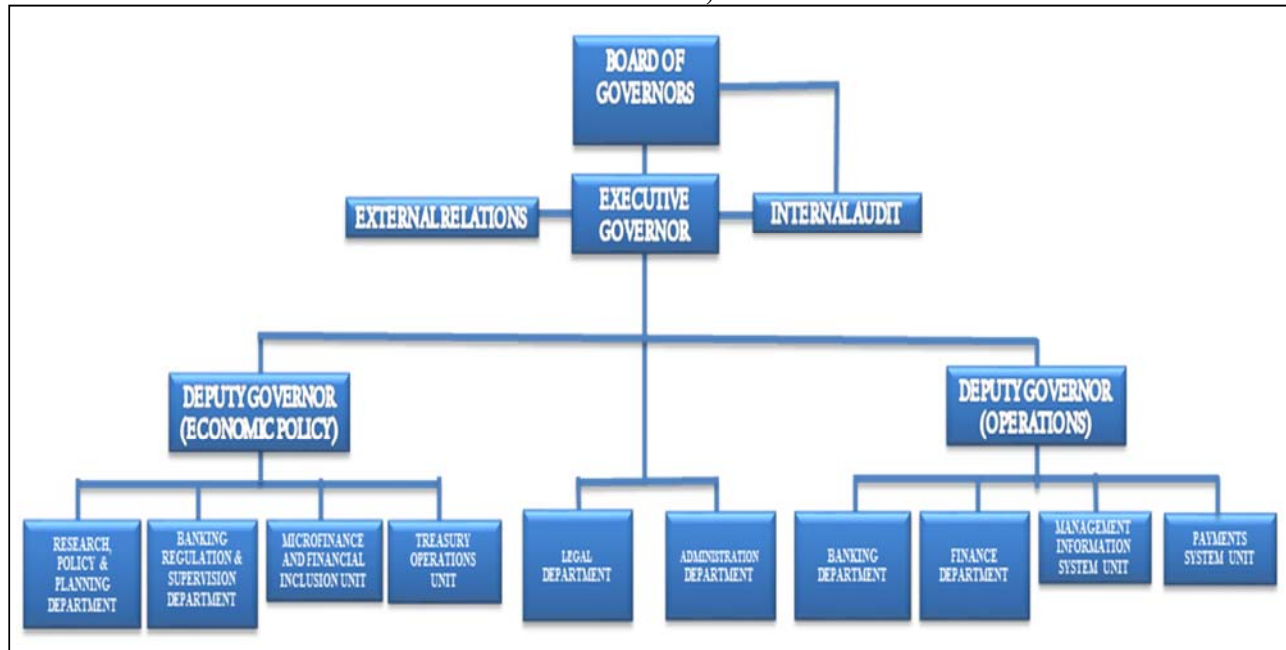 BOARD OF
GOVERNORS
EXTERNAL RELATIONS
EXECUTIVE
GOVERNOR
INTERNAL AUDIT
DEPUTY GOVERNOR
(ECONOMIC POLICY)
DEPUTY GOVERNOR
(OPERATIONS)
RESEARCH,
POLICY &
PLANNING
DEPARTMENT
BANKING
REGULATION &
SUPERVISION
DEPARTMENT
MICROFINANCE
AND FINANCIAL
INCLUSION UNIT
TREASURY
OPERATIONS
UNIT
LEGAL
DEPARTMENT
ADMINISTRATION
DEPARTMENT
BANKING
DEPARTMENT
FINANCE
DEPARTMENT
MANAGEMENT
INFORMATION
SYSTEM UNIT
PAYMENTS
SYSTEM UNIT